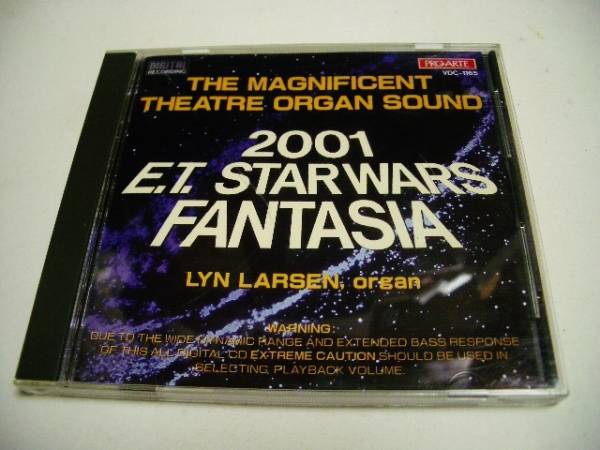 DIGITAL
RECORDING
PRO ARTE
VDC-1165
THE MAGNIFICENT
THEATRE ORGAN SOUND
2001
E.T. STAR WARS
FANTASIA
LYN LARSEN, organ
WARNING:
DUE TO THE WIDE DYNAMIC RANGE AND EXTENDED BASS RESPONSE
OF THIS ALL DIGITAL CD EXTREME CAUTION SHOULD BE USED IN
SELECTING PLAYBACK VOLUME.